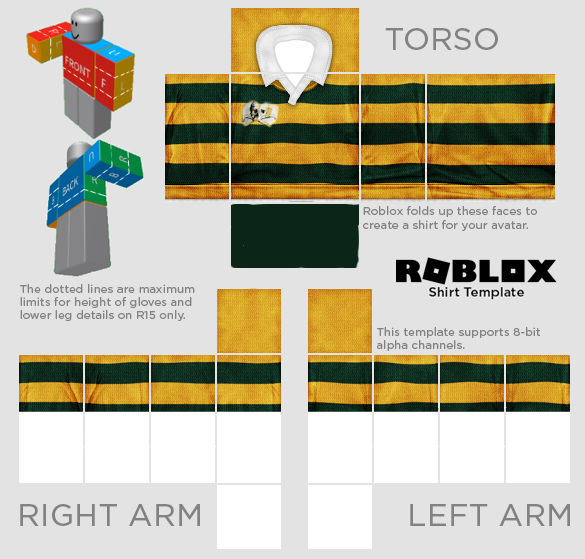 TORSO
FRONT
F
L
R
D
U
BACK
R
U
B
R
Roblox folds up these faces to
create a shirt for your avatar.
ROBLOX
Shirt Template
The dotted lines are maximum
limits for height of gloves and
lower leg details on R15 only.
This template supports 8-bit
alpha channels.
RIGHT ARM
LEFT ARM